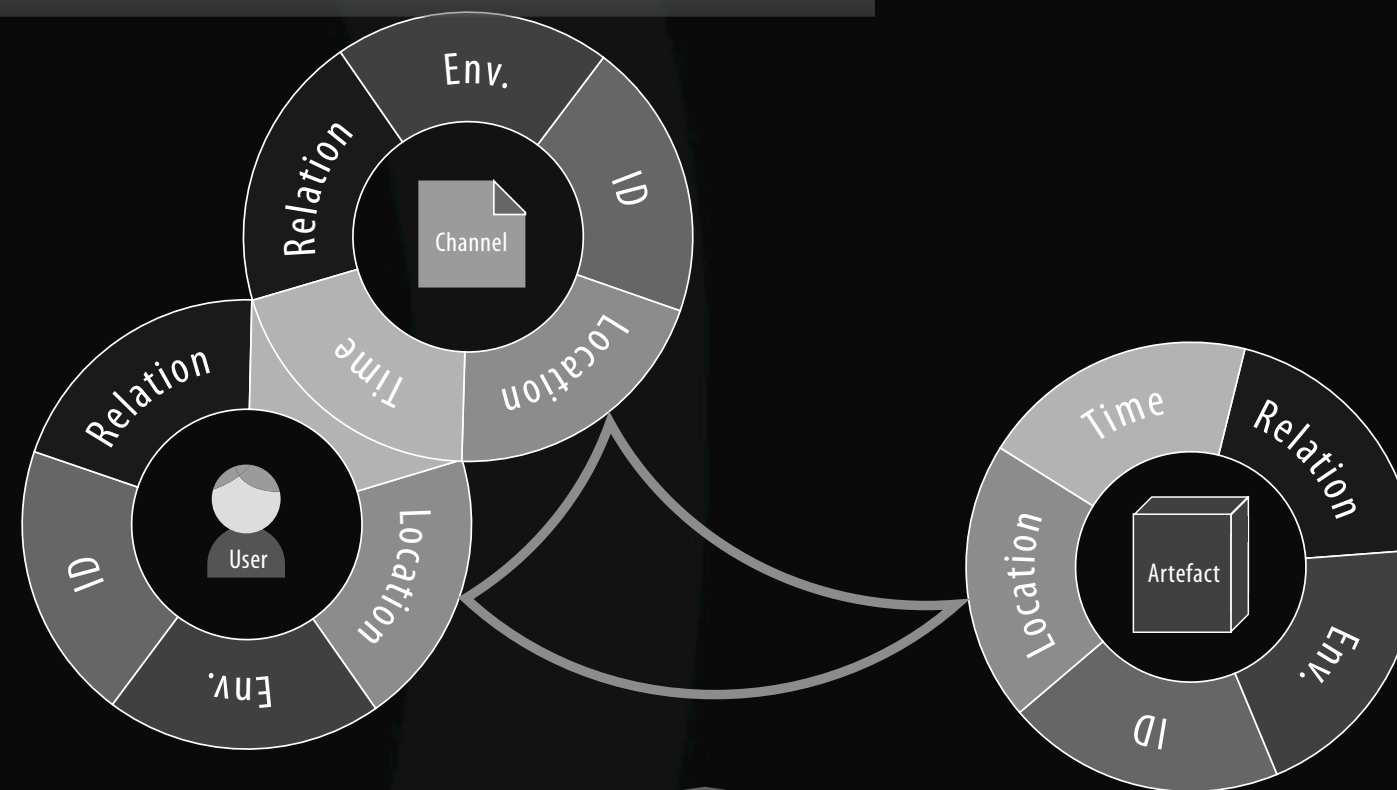 Env.
Relation
ID
Channel
Time
Location
Relation
User
ID
Location
Env.
Time
Relation
Location
Artefact
Env.
ID